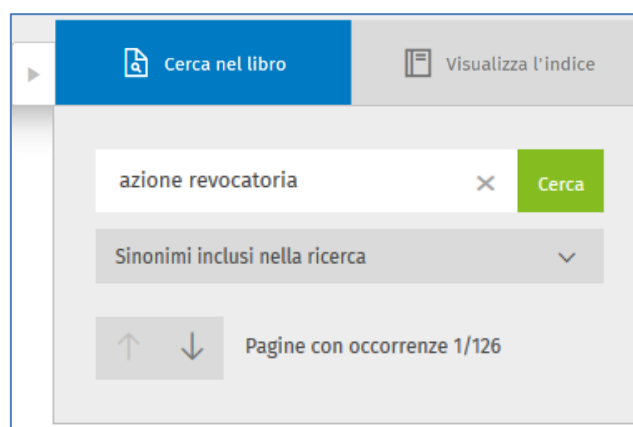 Cerca nel libro
Visualizza l'indice
azione revocatoria
Cerca
Sinonimi inclusi nella ricerca
Pagine con occorrenze 1/126